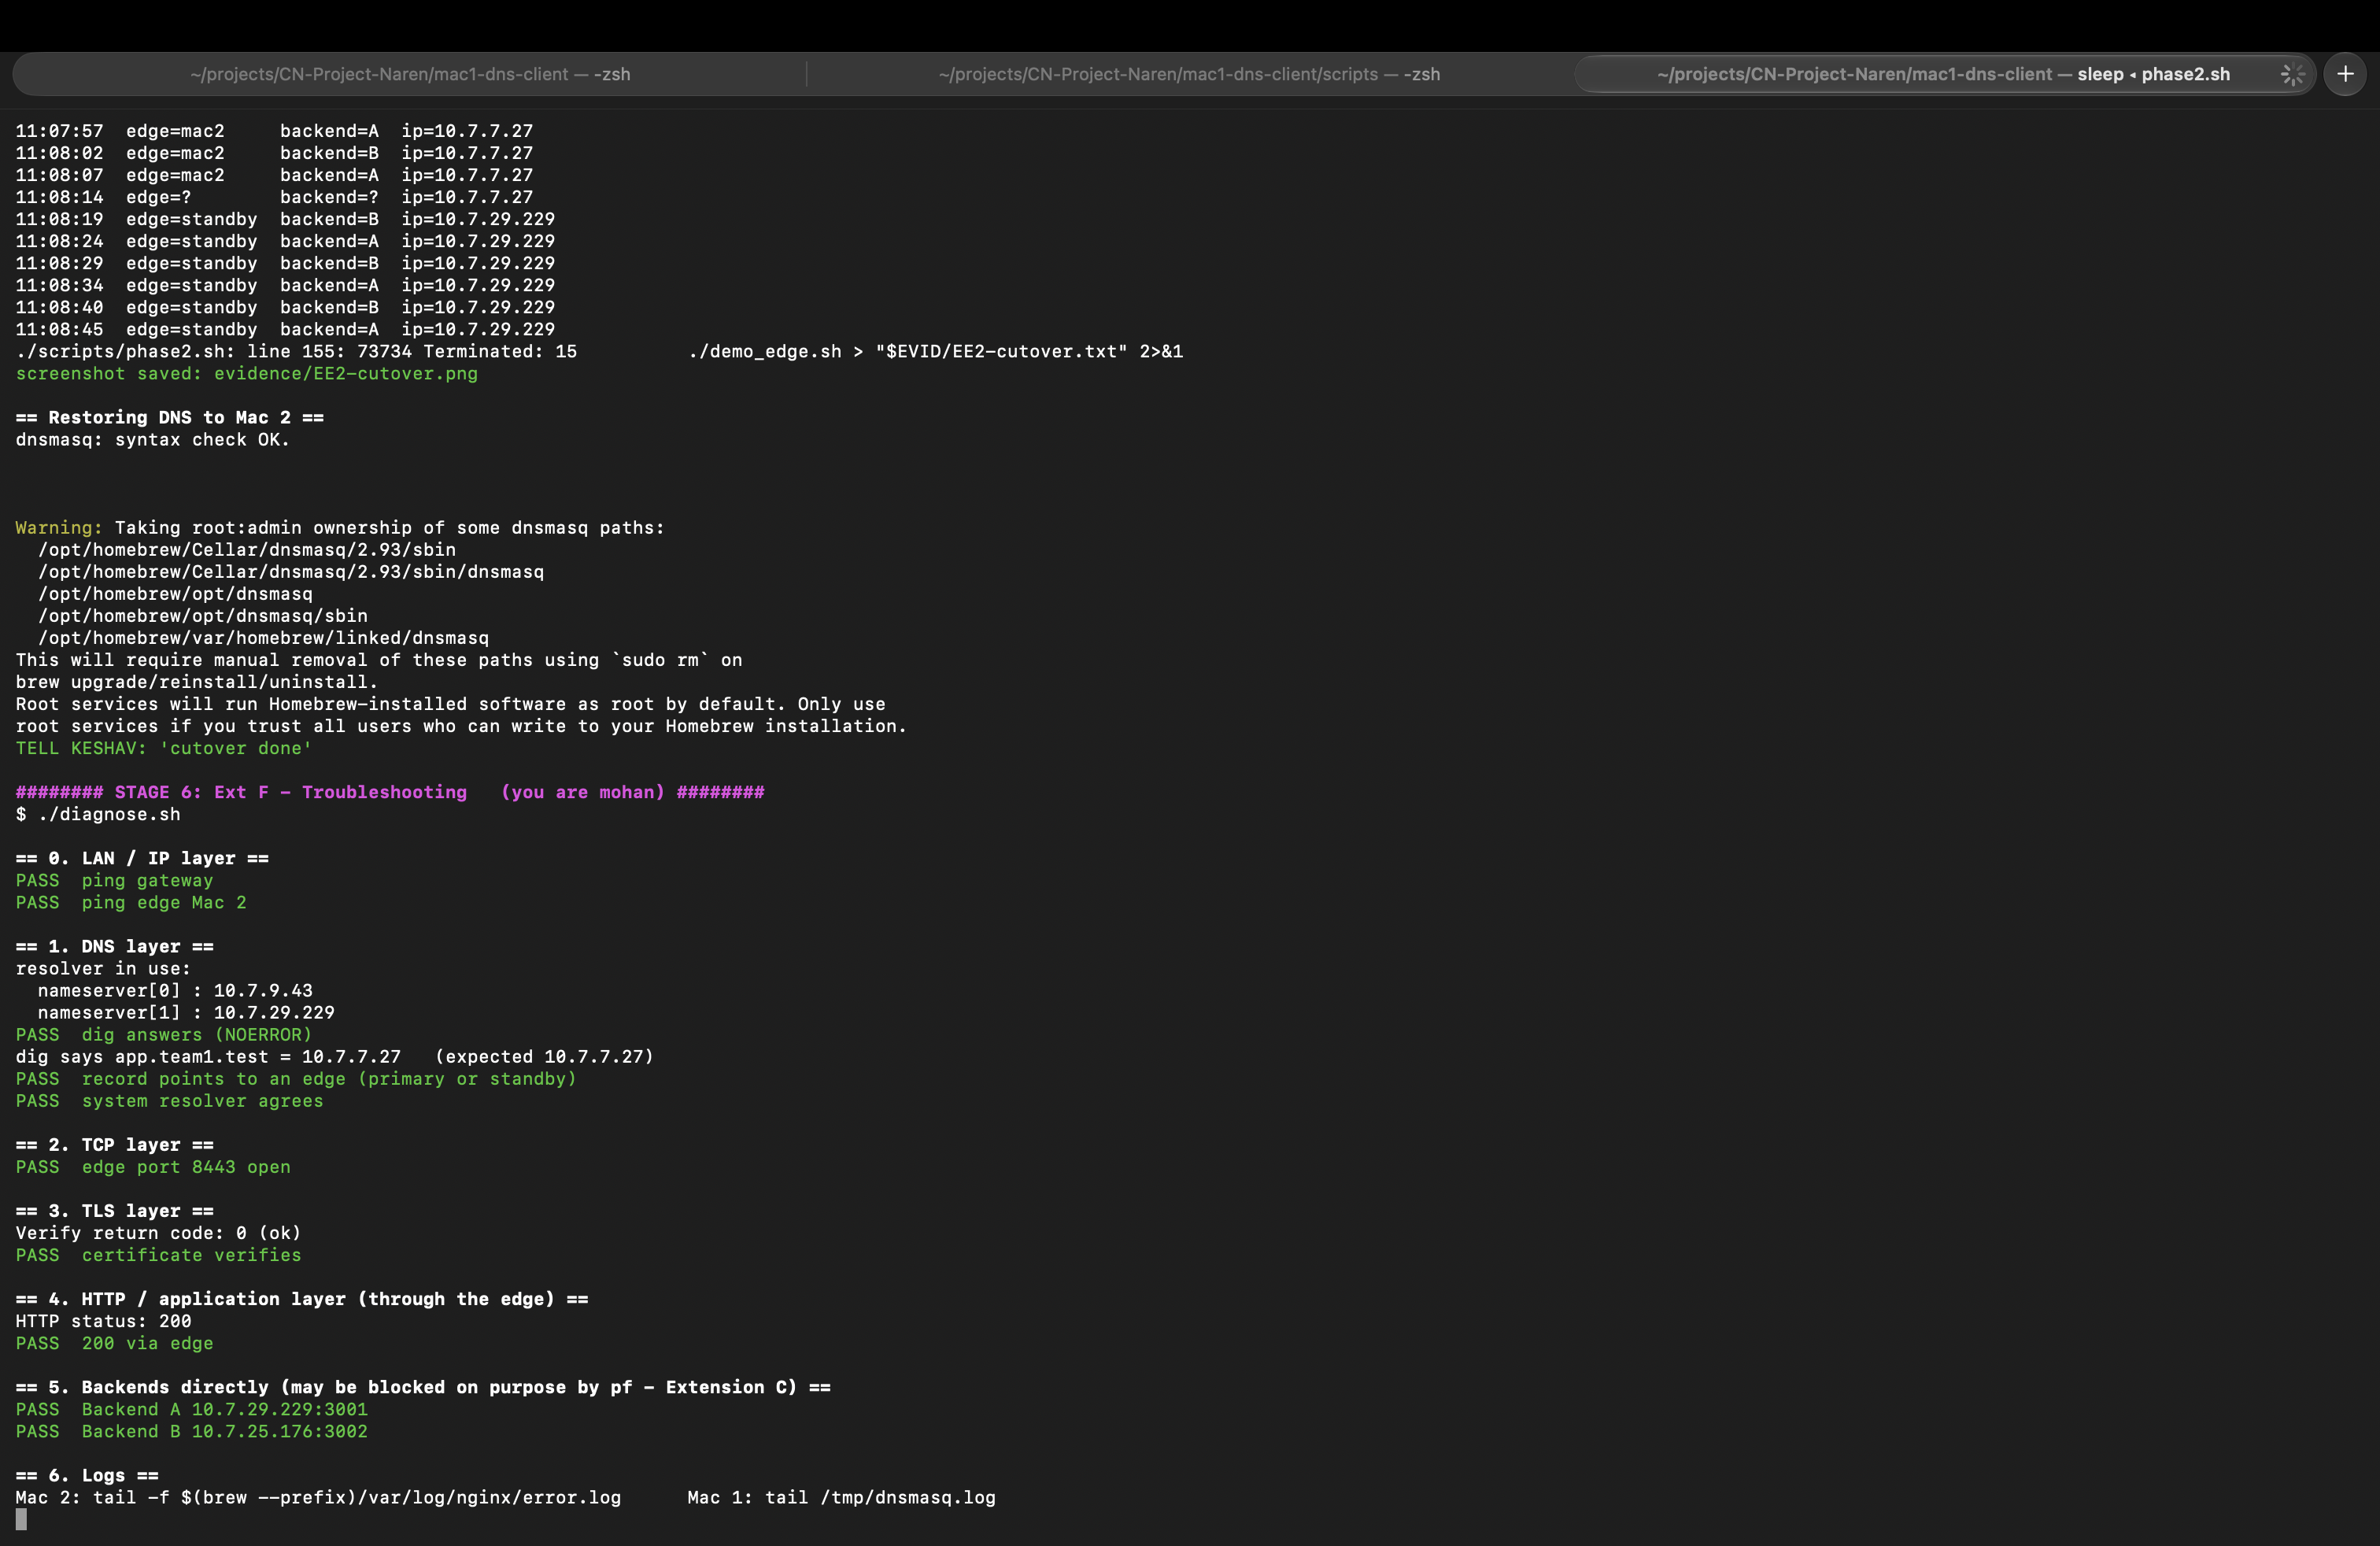 ~/projects/CN-Project-Naren/mac1-dns-client — -zsh
~/projects/CN-Project-Naren/mac1-dns-client/scripts — -zsh
~/projects/CN-Project-Naren/mac1-dns-client — sleep ◂ phase2.sh
+
11:07:57  edge=mac2     backend=A  ip=10.7.7.27
11:08:02  edge=mac2     backend=B  ip=10.7.7.27
11:08:07  edge=mac2     backend=A  ip=10.7.7.27
11:08:14  edge=?        backend=?  ip=10.7.7.27
11:08:19  edge=standby  backend=B  ip=10.7.29.229
11:08:24  edge=standby  backend=A  ip=10.7.29.229
11:08:29  edge=standby  backend=B  ip=10.7.29.229
11:08:34  edge=standby  backend=A  ip=10.7.29.229
11:08:40  edge=standby  backend=B  ip=10.7.29.229
11:08:45  edge=standby  backend=A  ip=10.7.29.229
./scripts/phase2.sh: line 155: 73734 Terminated: 15          ./demo_edge.sh > "$EVID/EE2-cutover.txt" 2>&1
screenshot saved: evidence/EE2-cutover.png
== Restoring DNS to Mac 2 ==
dnsmasq: syntax check OK.
Warning: Taking root:admin ownership of some dnsmasq paths:
  /opt/homebrew/Cellar/dnsmasq/2.93/sbin
  /opt/homebrew/Cellar/dnsmasq/2.93/sbin/dnsmasq
  /opt/homebrew/opt/dnsmasq
  /opt/homebrew/opt/dnsmasq/sbin
  /opt/homebrew/var/homebrew/linked/dnsmasq
This will require manual removal of these paths using `sudo rm` on
brew upgrade/reinstall/uninstall.
Root services will run Homebrew-installed software as root by default. Only use
root services if you trust all users who can write to your Homebrew installation.
TELL KESHAV: 'cutover done'
######## STAGE 6: Ext F - Troubleshooting   (you are mohan) ########
$ ./diagnose.sh
== 0. LAN / IP layer ==
PASS  ping gateway
PASS  ping edge Mac 2
== 1. DNS layer ==
resolver in use:
  nameserver[0] : 10.7.9.43
  nameserver[1] : 10.7.29.229
PASS  dig answers (NOERROR)
dig says app.team1.test = 10.7.7.27   (expected 10.7.7.27)
PASS  record points to an edge (primary or standby)
PASS  system resolver agrees
== 2. TCP layer ==
PASS  edge port 8443 open
== 3. TLS layer ==
Verify return code: 0 (ok)
PASS  certificate verifies
== 4. HTTP / application layer (through the edge) ==
HTTP status: 200
PASS  200 via edge
== 5. Backends directly (may be blocked on purpose by pf - Extension C) ==
PASS  Backend A 10.7.29.229:3001
PASS  Backend B 10.7.25.176:3002
== 6. Logs ==
Mac 2: tail -f $(brew --prefix)/var/log/nginx/error.log      Mac 1: tail /tmp/dnsmasq.log